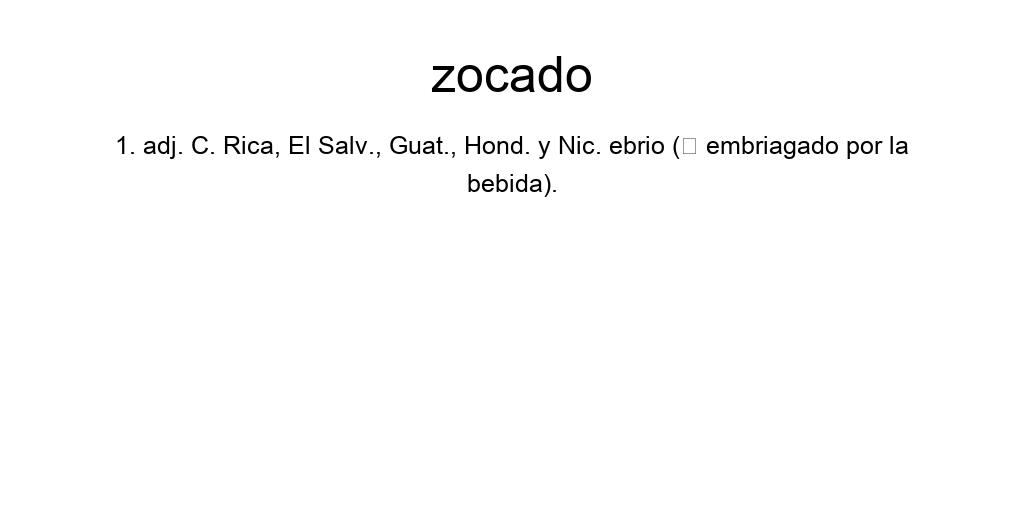 zocado
1. adj. C. Rica, El Salv., Guat., Hond. y Nic. ebrio (□ embriagado por la
bebida).